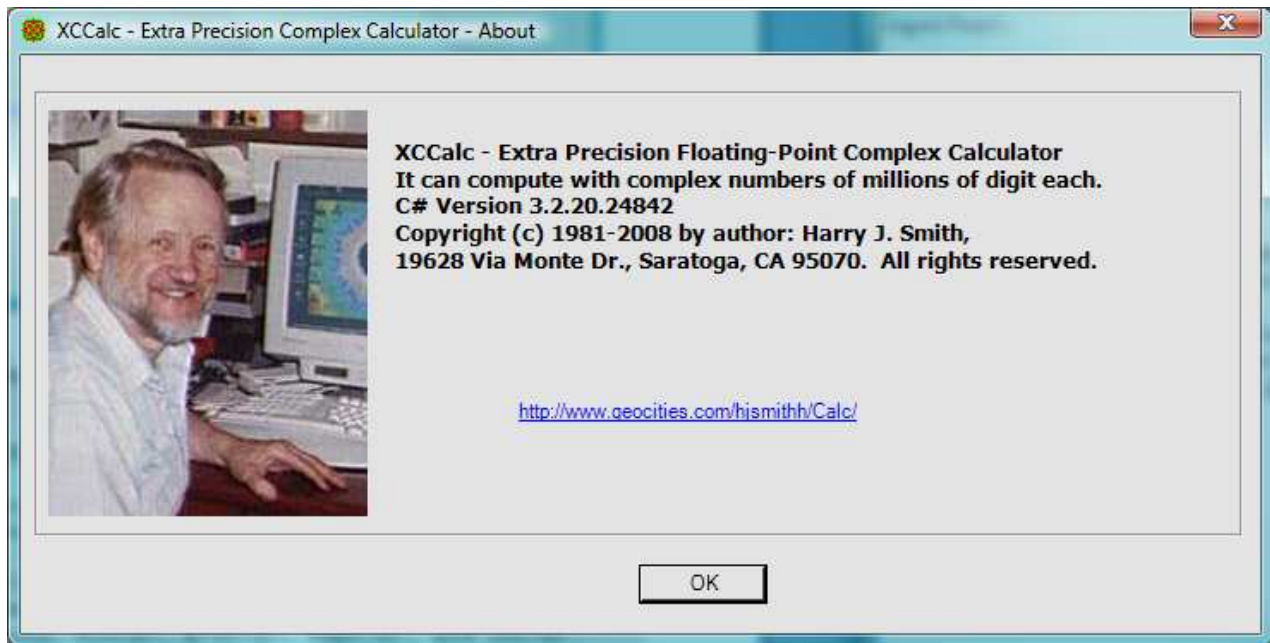 XCCalc - Extra Precision Complex Calculator - About
XCCalc - Extra Precision Floating-Point Complex Calculator
It can compute with complex numbers of millions of digit each.
C# Version 3.2.20.24842
Copyright (c) 1981-2008 by author: Harry J. Smith,
19628 Via Monte Dr., Saratoga, CA 95070.  All rights reserved.
http://www.geocities.com/hjsmithh/Calc/
OK